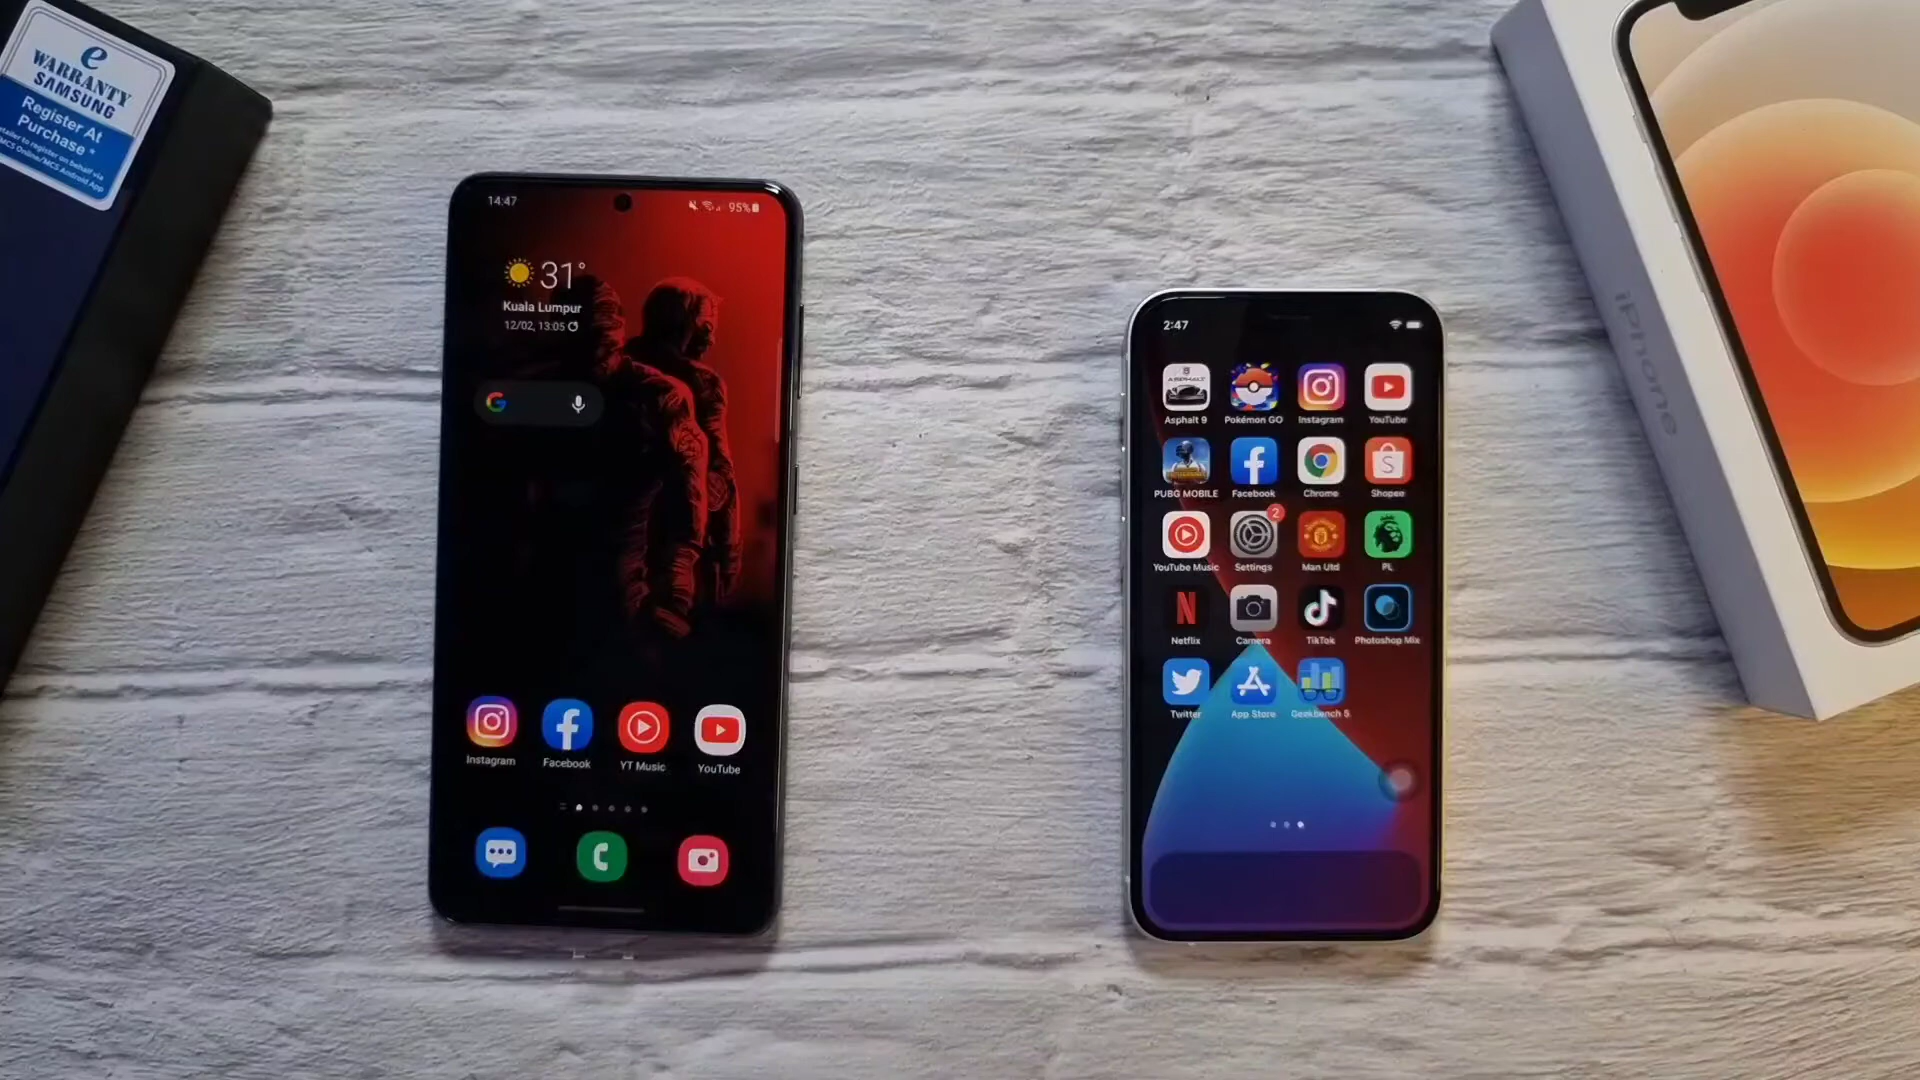 e
WARRANTY
SAMSUNG
Register At
Purchase *
14:47
95%
31°
Kuala Lumpur
12/02, 13:05
Instagram
Facebook
YT Music
YouTube
2:47
ASPHALT
Asphalt 9
Pokémon GO
Instagram
YouTube
PUBG MOBILE
Facebook
Chrome
Shopee
2
YouTube Music
Settings
Man Utd
PL
Netflix
Camera
TikTok
Photoshop Mix
Twitter
App Store
Geekbench 5
iPhone